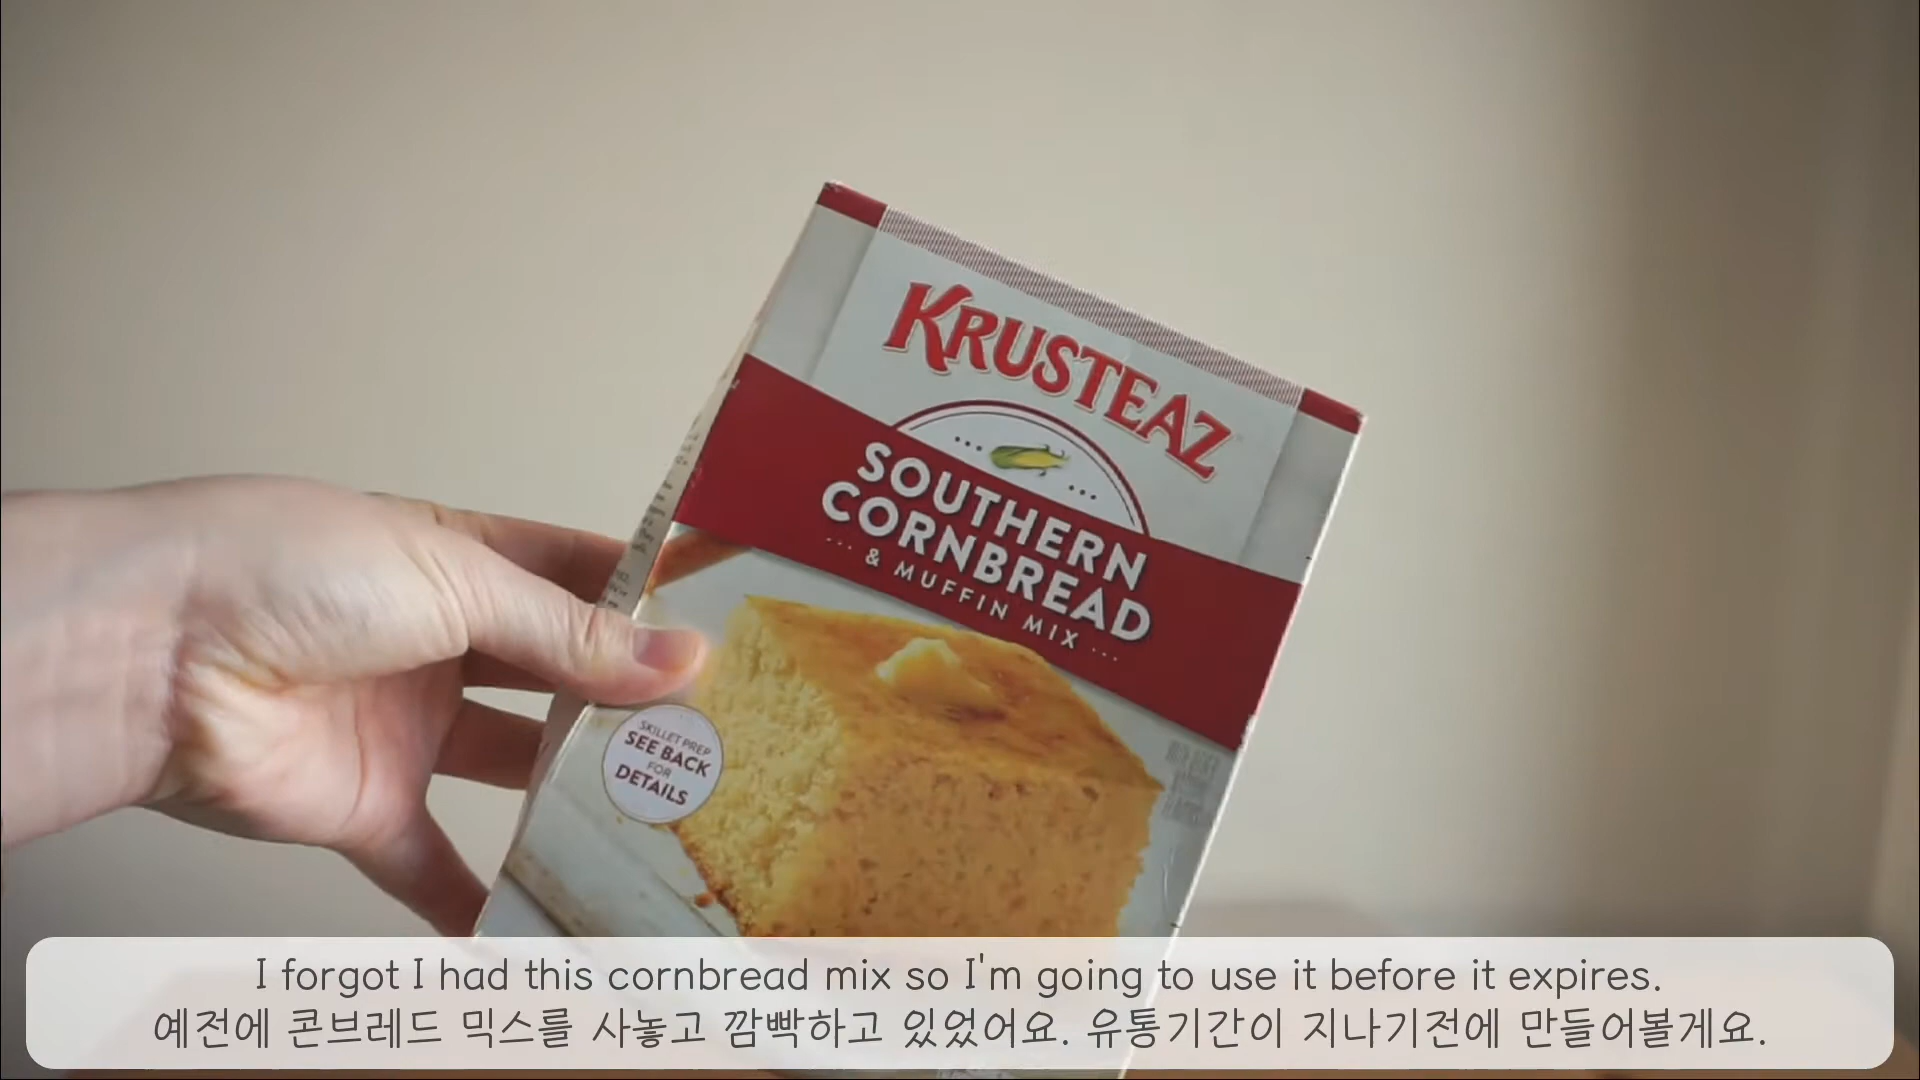 KRUSTEAZ
SOUTHERN
CORNBREAD
& MUFFIN MIX
SKILLET PREP
SEE BACK
FOR
DETAILS
I forgot I had this cornbread mix so I'm going to use it before it expires.
예전에 콘브레드 믹스를 사놓고 깜빡하고 있었어요. 유통기간이 지나기전에 만들어볼게요.